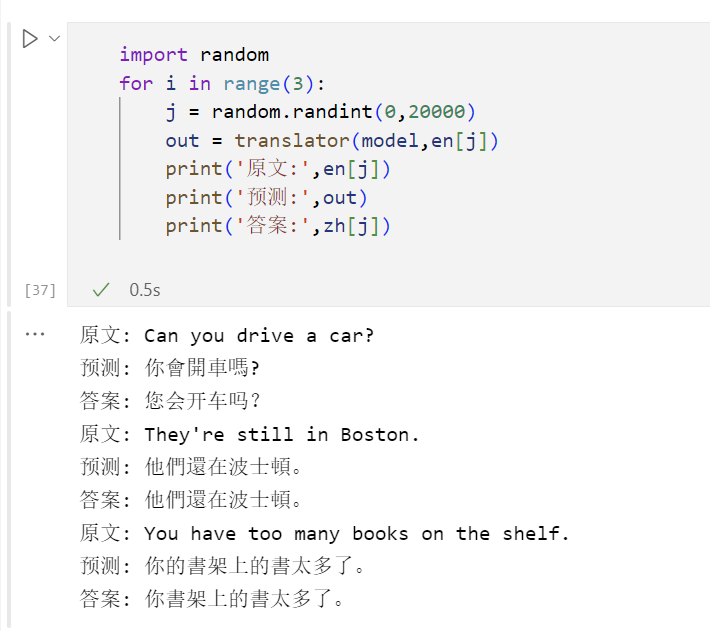 import random
for i in range(3):
    j = random.randint(0,20000)
    out = translator(model,en[j])
    print('原文:',en[j])
    print('预测:',out)
    print('答案:',zh[j])
[37]
0.5s
...
原文: Can you drive a car?
预测: 你會開車嗎?
答案: 您会开车吗？
原文: They're still in Boston.
预测: 他們還在波士頓。
答案: 他們還在波士頓。
原文: You have too many books on the shelf.
预测: 你的書架上的書太多了。
答案: 你書架上的書太多了。